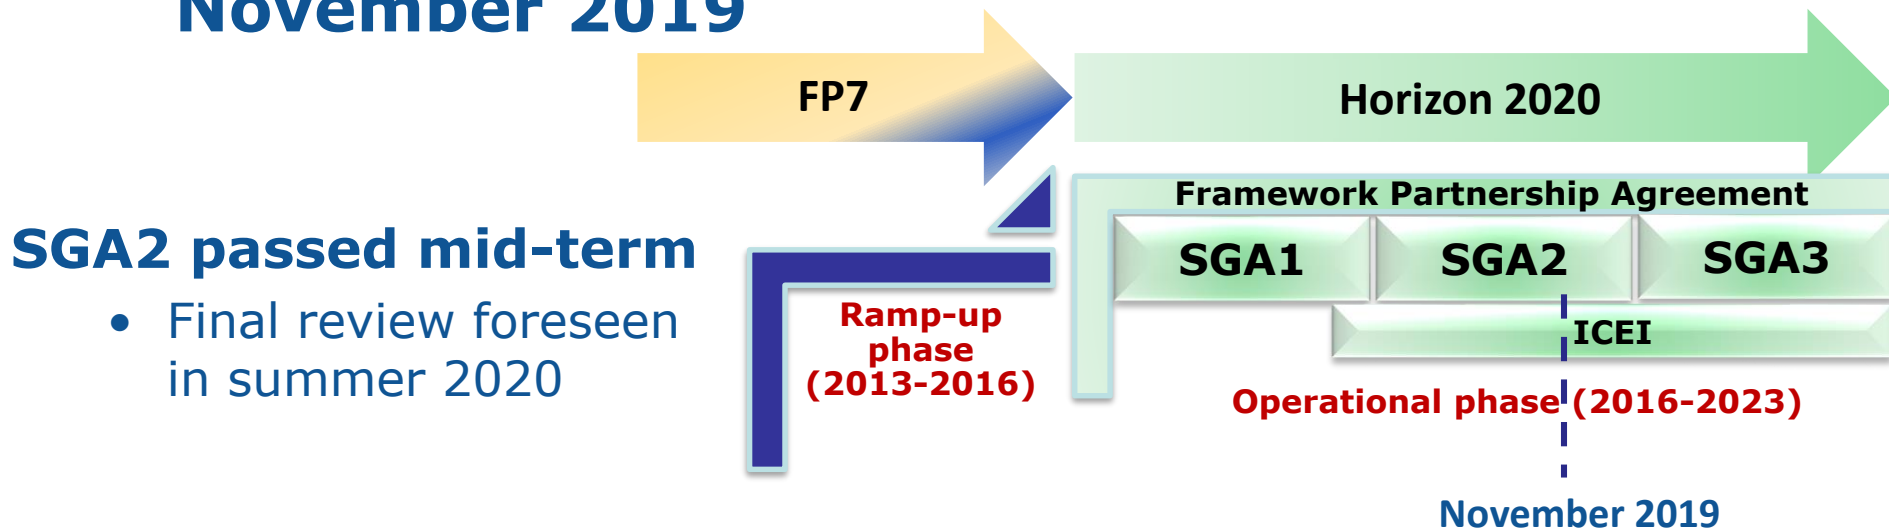 November 2019
FP7
Horizon 2020
Framework Partnership Agreement
SGA1
SGA2
SGA3
ICEI
SGA2 passed mid-term
• Final review foreseen
in summer 2020
Ramp-up
phase
(2013-2016)
Operational phase (2016-2023)
November 2019